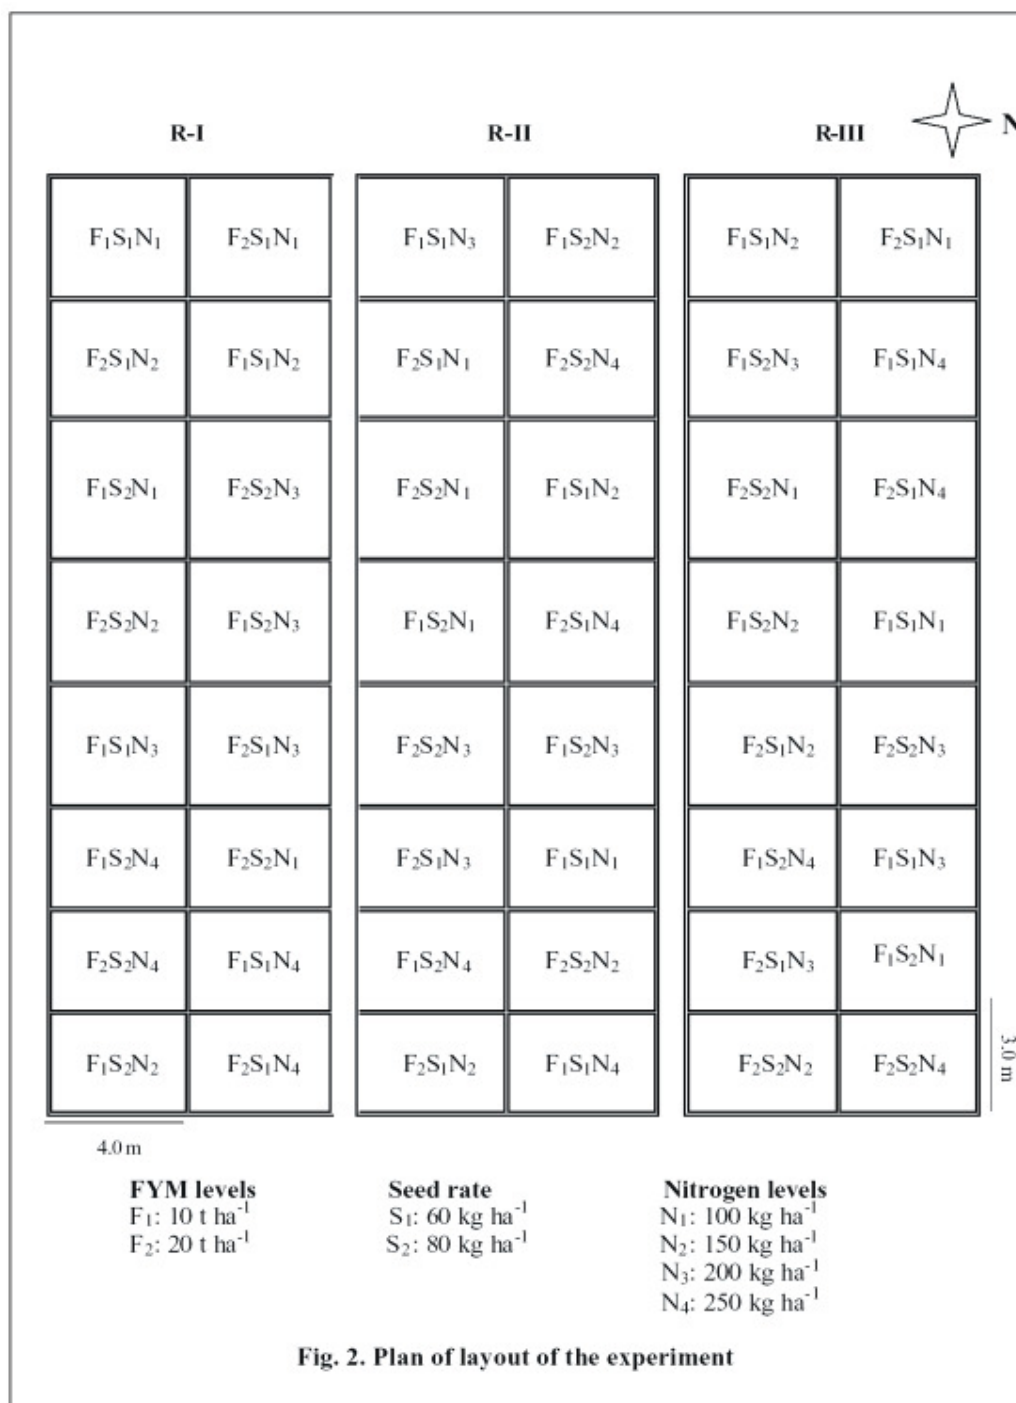 R-I R-II R-III N
F₁S₁N₁ F₂S₁N₁ F₁S₁N₃ F₁S₂N₂ F₁S₁N₂ F₂S₁N₁
F₂S₁N₂ F₁S₁N₂ F₂S₁N₁ F₂S₂N₄ F₁S₂N₃ F₁S₁N₄
F₁S₂N₁ F₂S₂N₃ F₂S₂N₁ F₁S₁N₂ F₂S₂N₁ F₂S₁N₄
F₂S₂N₂ F₁S₂N₃ F₁S₂N₁ F₂S₁N₄ F₁S₂N₂ F₁S₁N₁
F₁S₁N₃ F₂S₁N₃ F₂S₂N₃ F₁S₂N₃ F₂S₁N₂ F₂S₂N₃
F₁S₂N₄ F₂S₂N₁ F₂S₁N₃ F₁S₁N₁ F₁S₂N₄ F₁S₁N₃
F₂S₂N₄ F₁S₁N₄ F₁S₂N₄ F₂S₂N₂ F₂S₁N₃ F₁S₂N₁
F₁S₂N₂ F₂S₁N₄ F₂S₁N₂ F₁S₁N₄ F₂S₂N₂ F₂S₂N₄
3.0 m
4.0 m
FYM levels Seed rate Nitrogen levels
F₁: 10 t ha⁻¹ S₁: 60 kg ha⁻¹ N₁: 100 kg ha⁻¹
F₂: 20 t ha⁻¹ S₂: 80 kg ha⁻¹ N₂: 150 kg ha⁻¹
N₃: 200 kg ha⁻¹
N₄: 250 kg ha⁻¹
Fig. 2. Plan of layout of the experiment